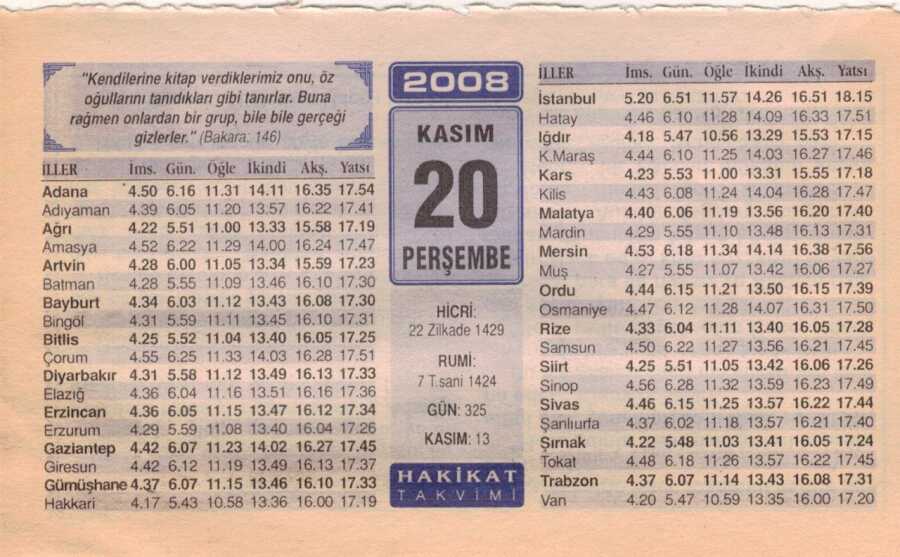 "Kendilerine kitap verdiklerimiz onu, öz
oğullarını tanıdıkları gibi tanırlar. Buna
rağmen onlardan bir grup, bile bile gerçeği
gizlerler." (Bakara: 146)
İLLER İms. Gün. Öğle İkindi Akş. Yatsı
Adana 4.50 6.16 11.31 14.11 16.35 17.54
Adıyaman 4.39 6.05 11.20 13.57 16.22 17.41
Ağrı 4.22 5.51 11.00 13.33 15.58 17.19
Amasya 4.52 6.22 11.29 14.00 16.24 17.47
Artvin 4.28 6.00 11.05 13.34 15.59 17.23
Batman 4.28 5.55 11.09 13.46 16.10 17.30
Bayburt 4.34 6.03 11.12 13.43 16.08 17.30
Bingöl 4.31 5.59 11.11 13.45 16.10 17.31
Bitlis 4.25 5.52 11.04 13.40 16.05 17.25
Çorum 4.55 6.25 11.33 14.03 16.28 17.51
Diyarbakır 4.31 5.58 11.12 13.49 16.13 17.33
Elazığ 4.36 6.04 11.16 13.51 16.16 17.36
Erzincan 4.36 6.05 11.15 13.47 16.12 17.34
Erzurum 4.29 5.59 11.08 13.40 16.04 17.26
Gaziantep 4.42 6.07 11.23 14.02 16.27 17.45
Giresun 4.42 6.12 11.19 13.49 16.13 17.37
Gümüşhane 4.37 6.07 11.15 13.46 16.10 17.33
Hakkari 4.17 5.43 10.58 13.36 16.00 17.19
2008
KASIM
20
PERŞEMBE
HİCRİ:
22 Zilkade 1429
RUMİ:
7 T.sani 1424
GÜN: 325
KASIM: 13
HAKİKAT
TAKVİMİ
İLLER İms. Gün. Öğle İkindi Akş. Yatsı
İstanbul 5.20 6.51 11.57 14.26 16.51 18.15
Hatay 4.46 6.10 11.28 14.09 16.33 17.51
Iğdır 4.18 5.47 10.56 13.29 15.53 17.15
K.Maraş 4.44 6.10 11.25 14.03 16.27 17.46
Kars 4.23 5.53 11.00 13.31 15.55 17.18
Kilis 4.43 6.08 11.24 14.04 16.28 17.47
Malatya 4.40 6.06 11.19 13.56 16.20 17.40
Mardin 4.29 5.55 11.10 13.48 16.13 17.31
Mersin 4.53 6.18 11.34 14.14 16.38 17.56
Muş 4.27 5.55 11.07 13.42 16.06 17.27
Ordu 4.44 6.15 11.21 13.50 16.15 17.39
Osmaniye 4.47 6.12 11.28 14.07 16.31 17.50
Rize 4.33 6.04 11.11 13.40 16.05 17.28
Samsun 4.50 6.22 11.27 13.56 16.21 17.45
Siirt 4.25 5.51 11.05 13.42 16.06 17.26
Sinop 4.56 6.28 11.32 13.59 16.23 17.49
Sivas 4.46 6.15 11.25 13.57 16.22 17.44
Şanlıurfa 4.37 6.02 11.18 13.57 16.21 17.40
Şırnak 4.22 5.48 11.03 13.41 16.05 17.24
Tokat 4.48 6.18 11.26 13.57 16.22 17.45
Trabzon 4.37 6.07 11.14 13.43 16.08 17.31
Van 4.20 5.47 10.59 13.35 16.00 17.20